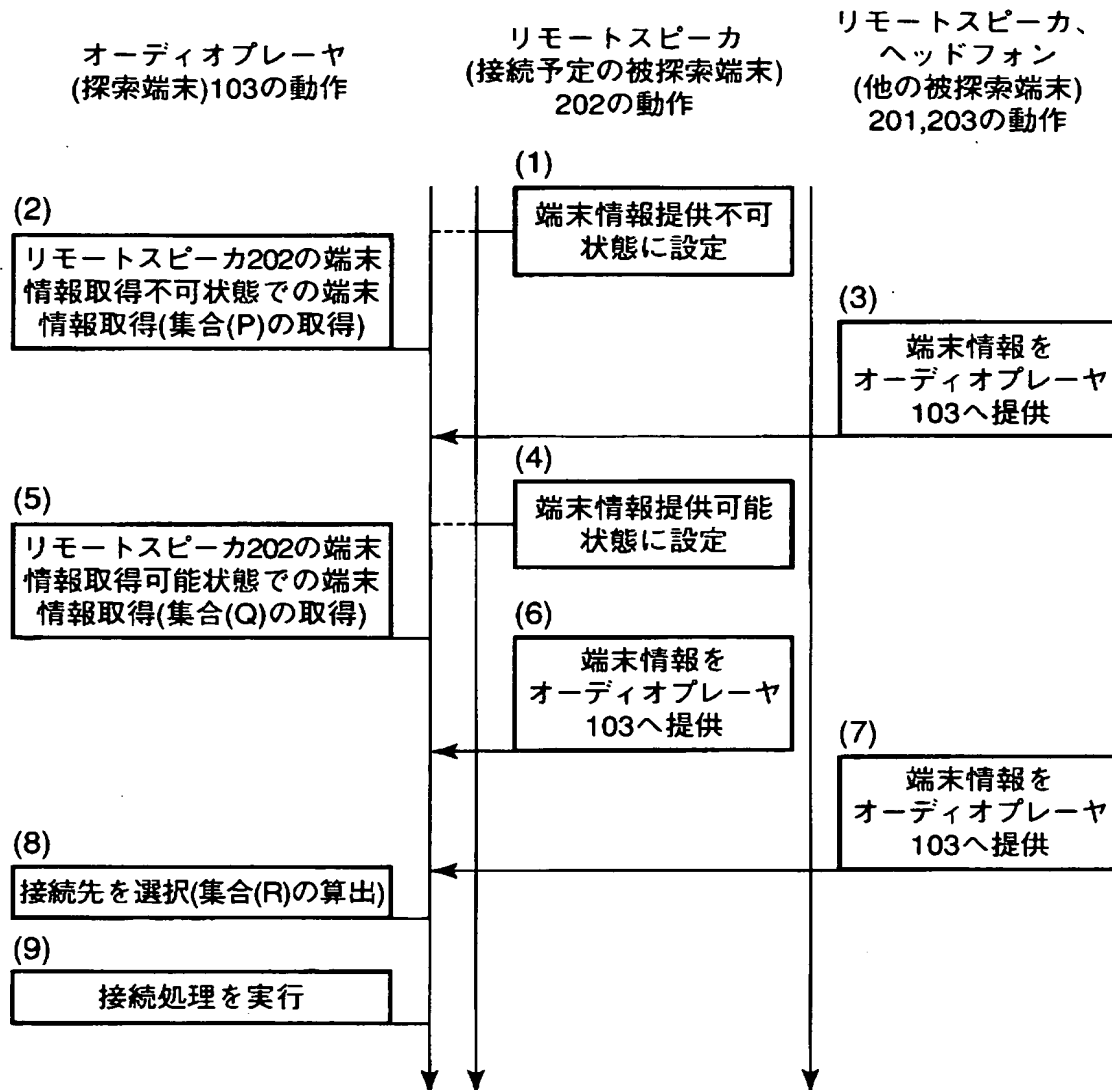 オーディオプレーヤ
(探索端末)103の動作
リモートスピーカ
(接続予定の被探索端末)
202の動作
リモートスピーカ、
ヘッドフォン
(他の被探索端末)
201,203の動作
(1)
端末情報提供不可
状態に設定
(2)
リモートスピーカ202の端末
情報取得不可状態での端末
情報取得(集合(P)の取得)
(3)
端末情報を
オーディオプレーヤ
103へ提供
(4)
端末情報提供可能
状態に設定
(5)
リモートスピーカ202の端末
情報取得可能状態での端末
情報取得(集合(Q)の取得)
(6)
端末情報を
オーディオプレーヤ
103へ提供
(7)
端末情報を
オーディオプレーヤ
103へ提供
(8)
接続先を選択(集合(R)の算出)
(9)
接続処理を実行